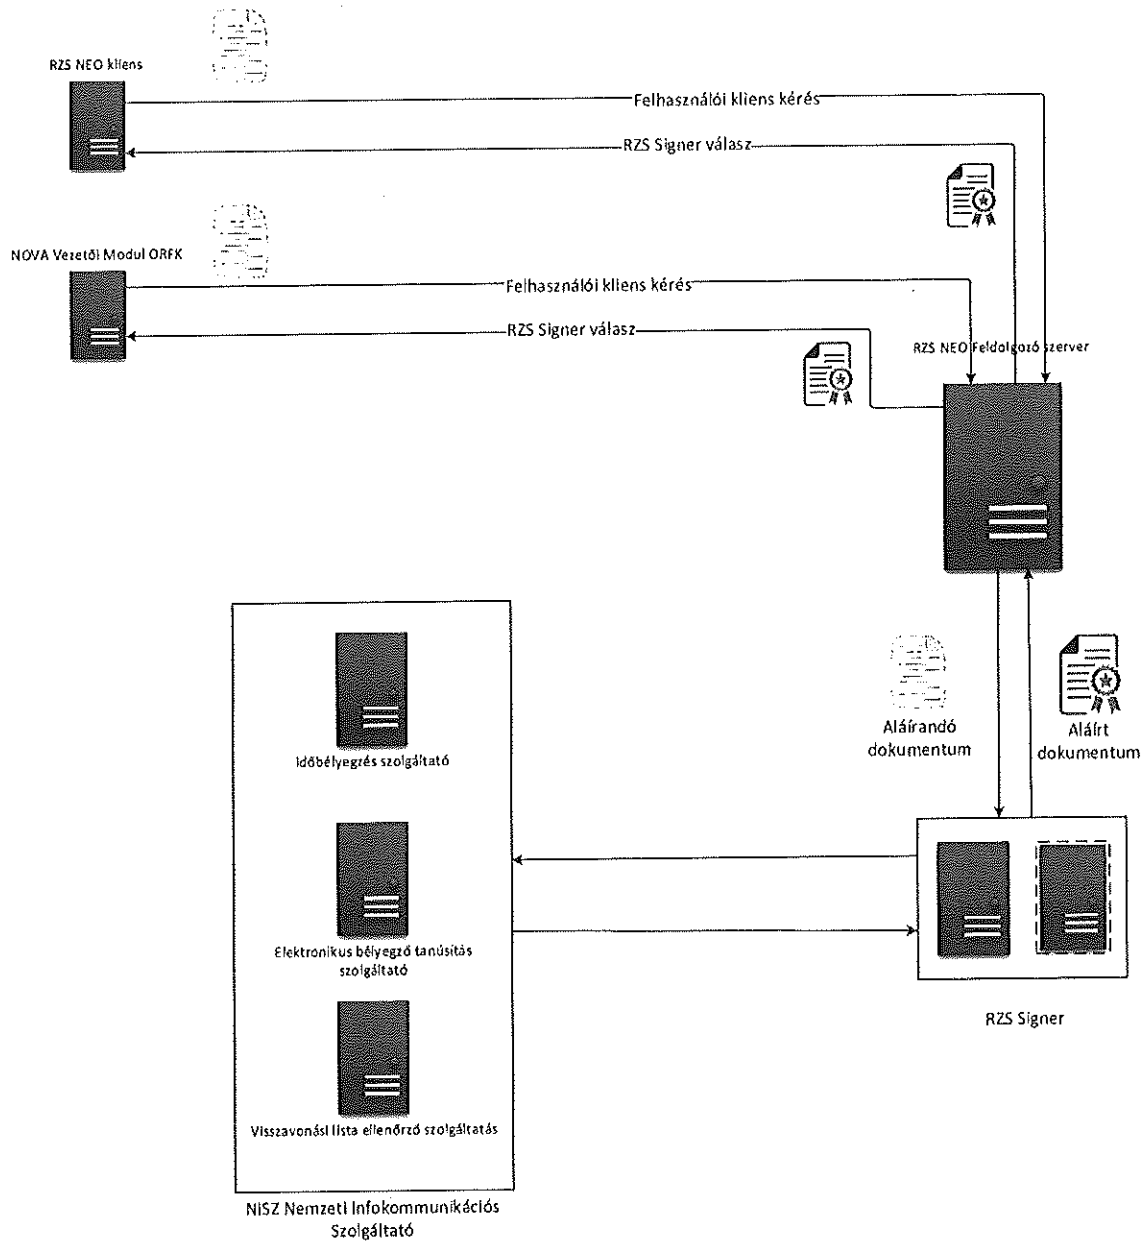 RZS NEO kliens
Felhasználói kliens kérés
RZS Signer válasz
NOVA Vezetői Modul ORFK
Felhasználói kliens kérés
RZS Signer válasz
RZS NEO Feldolgozó szerver
Aláírandó
dokumentum
Aláírt
dokumentum
Időbélyegzés szolgáltató
Elektronikus bélyegző tanúsítás
szolgáltató
Visszavonási lista ellenőrző szolgáltatás
RZS Signer
NISZ Nemzeti Infokommunikációs
Szolgáltató